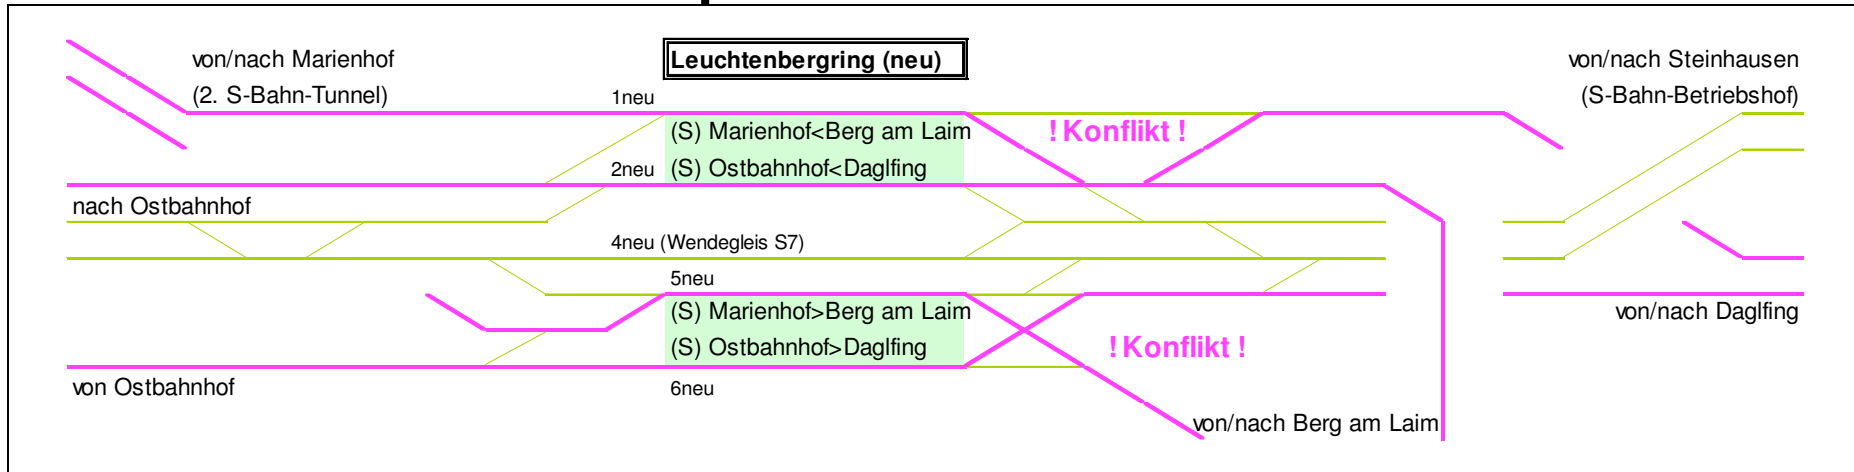 von/nach Marienhof
(2. S-Bahn-Tunnel)
Leuchtenbergring (neu)
von/nach Steinhausen
(S-Bahn-Betriebshof)
1neu
(S) Marienhof<Berg am Laim
! Konflikt !
2neu
(S) Ostbahnhof<Daglfing
nach Ostbahnhof
4neu (Wendegleis S7)
5neu
(S) Marienhof>Berg am Laim
von/nach Daglfing
(S) Ostbahnhof>Daglfing
! Konflikt !
von Ostbahnhof
6neu
von/nach Berg am Laim